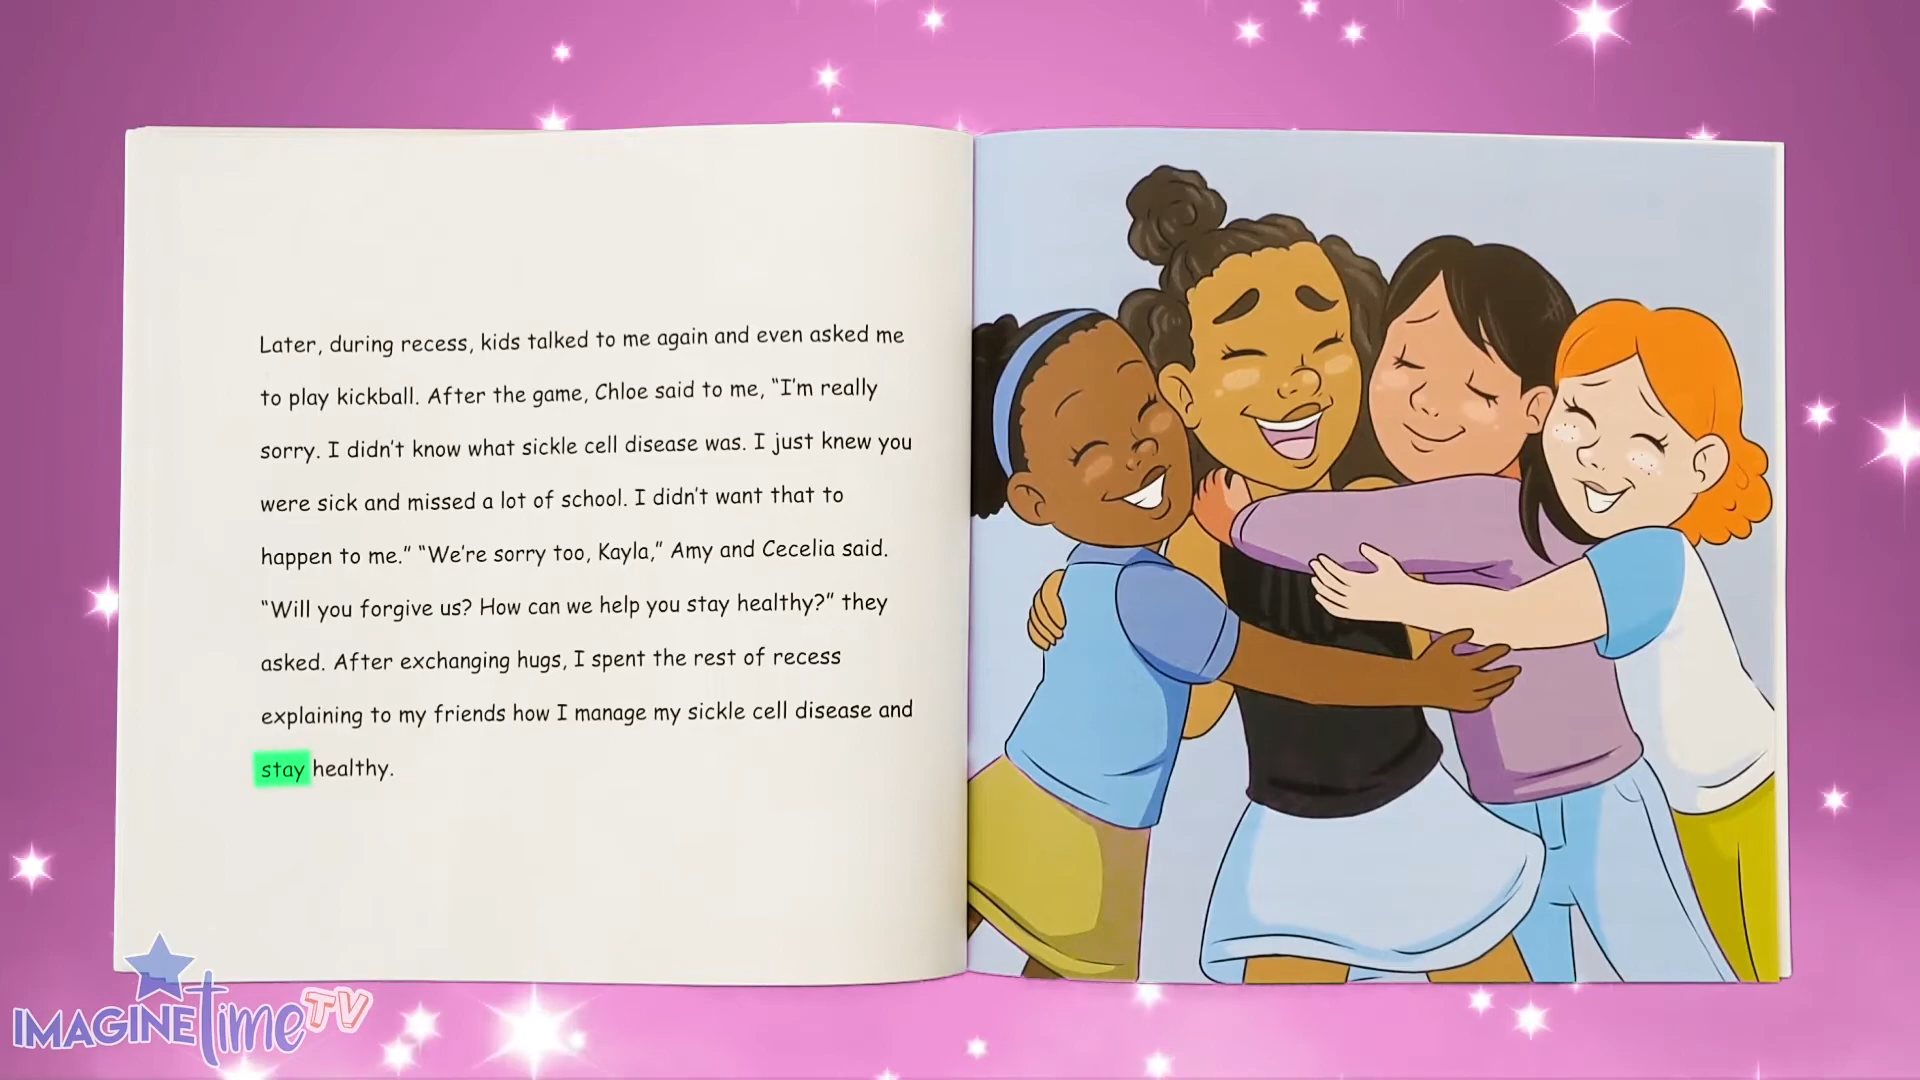 Later, during recess, kids talked to me again and even asked me
to play kickball. After the game, Chloe said to me, “I’m really
sorry. I didn’t know what sickle cell disease was. I just knew you
were sick and missed a lot of school. I didn’t want that to
happen to me.” “We’re sorry too, Kayla,” Amy and Cecelia said.
“Will you forgive us? How can we help you stay healthy?” they
asked. After exchanging hugs, I spent the rest of recess
explaining to my friends how I manage my sickle cell disease and
stay healthy.
IMAGINE time TV